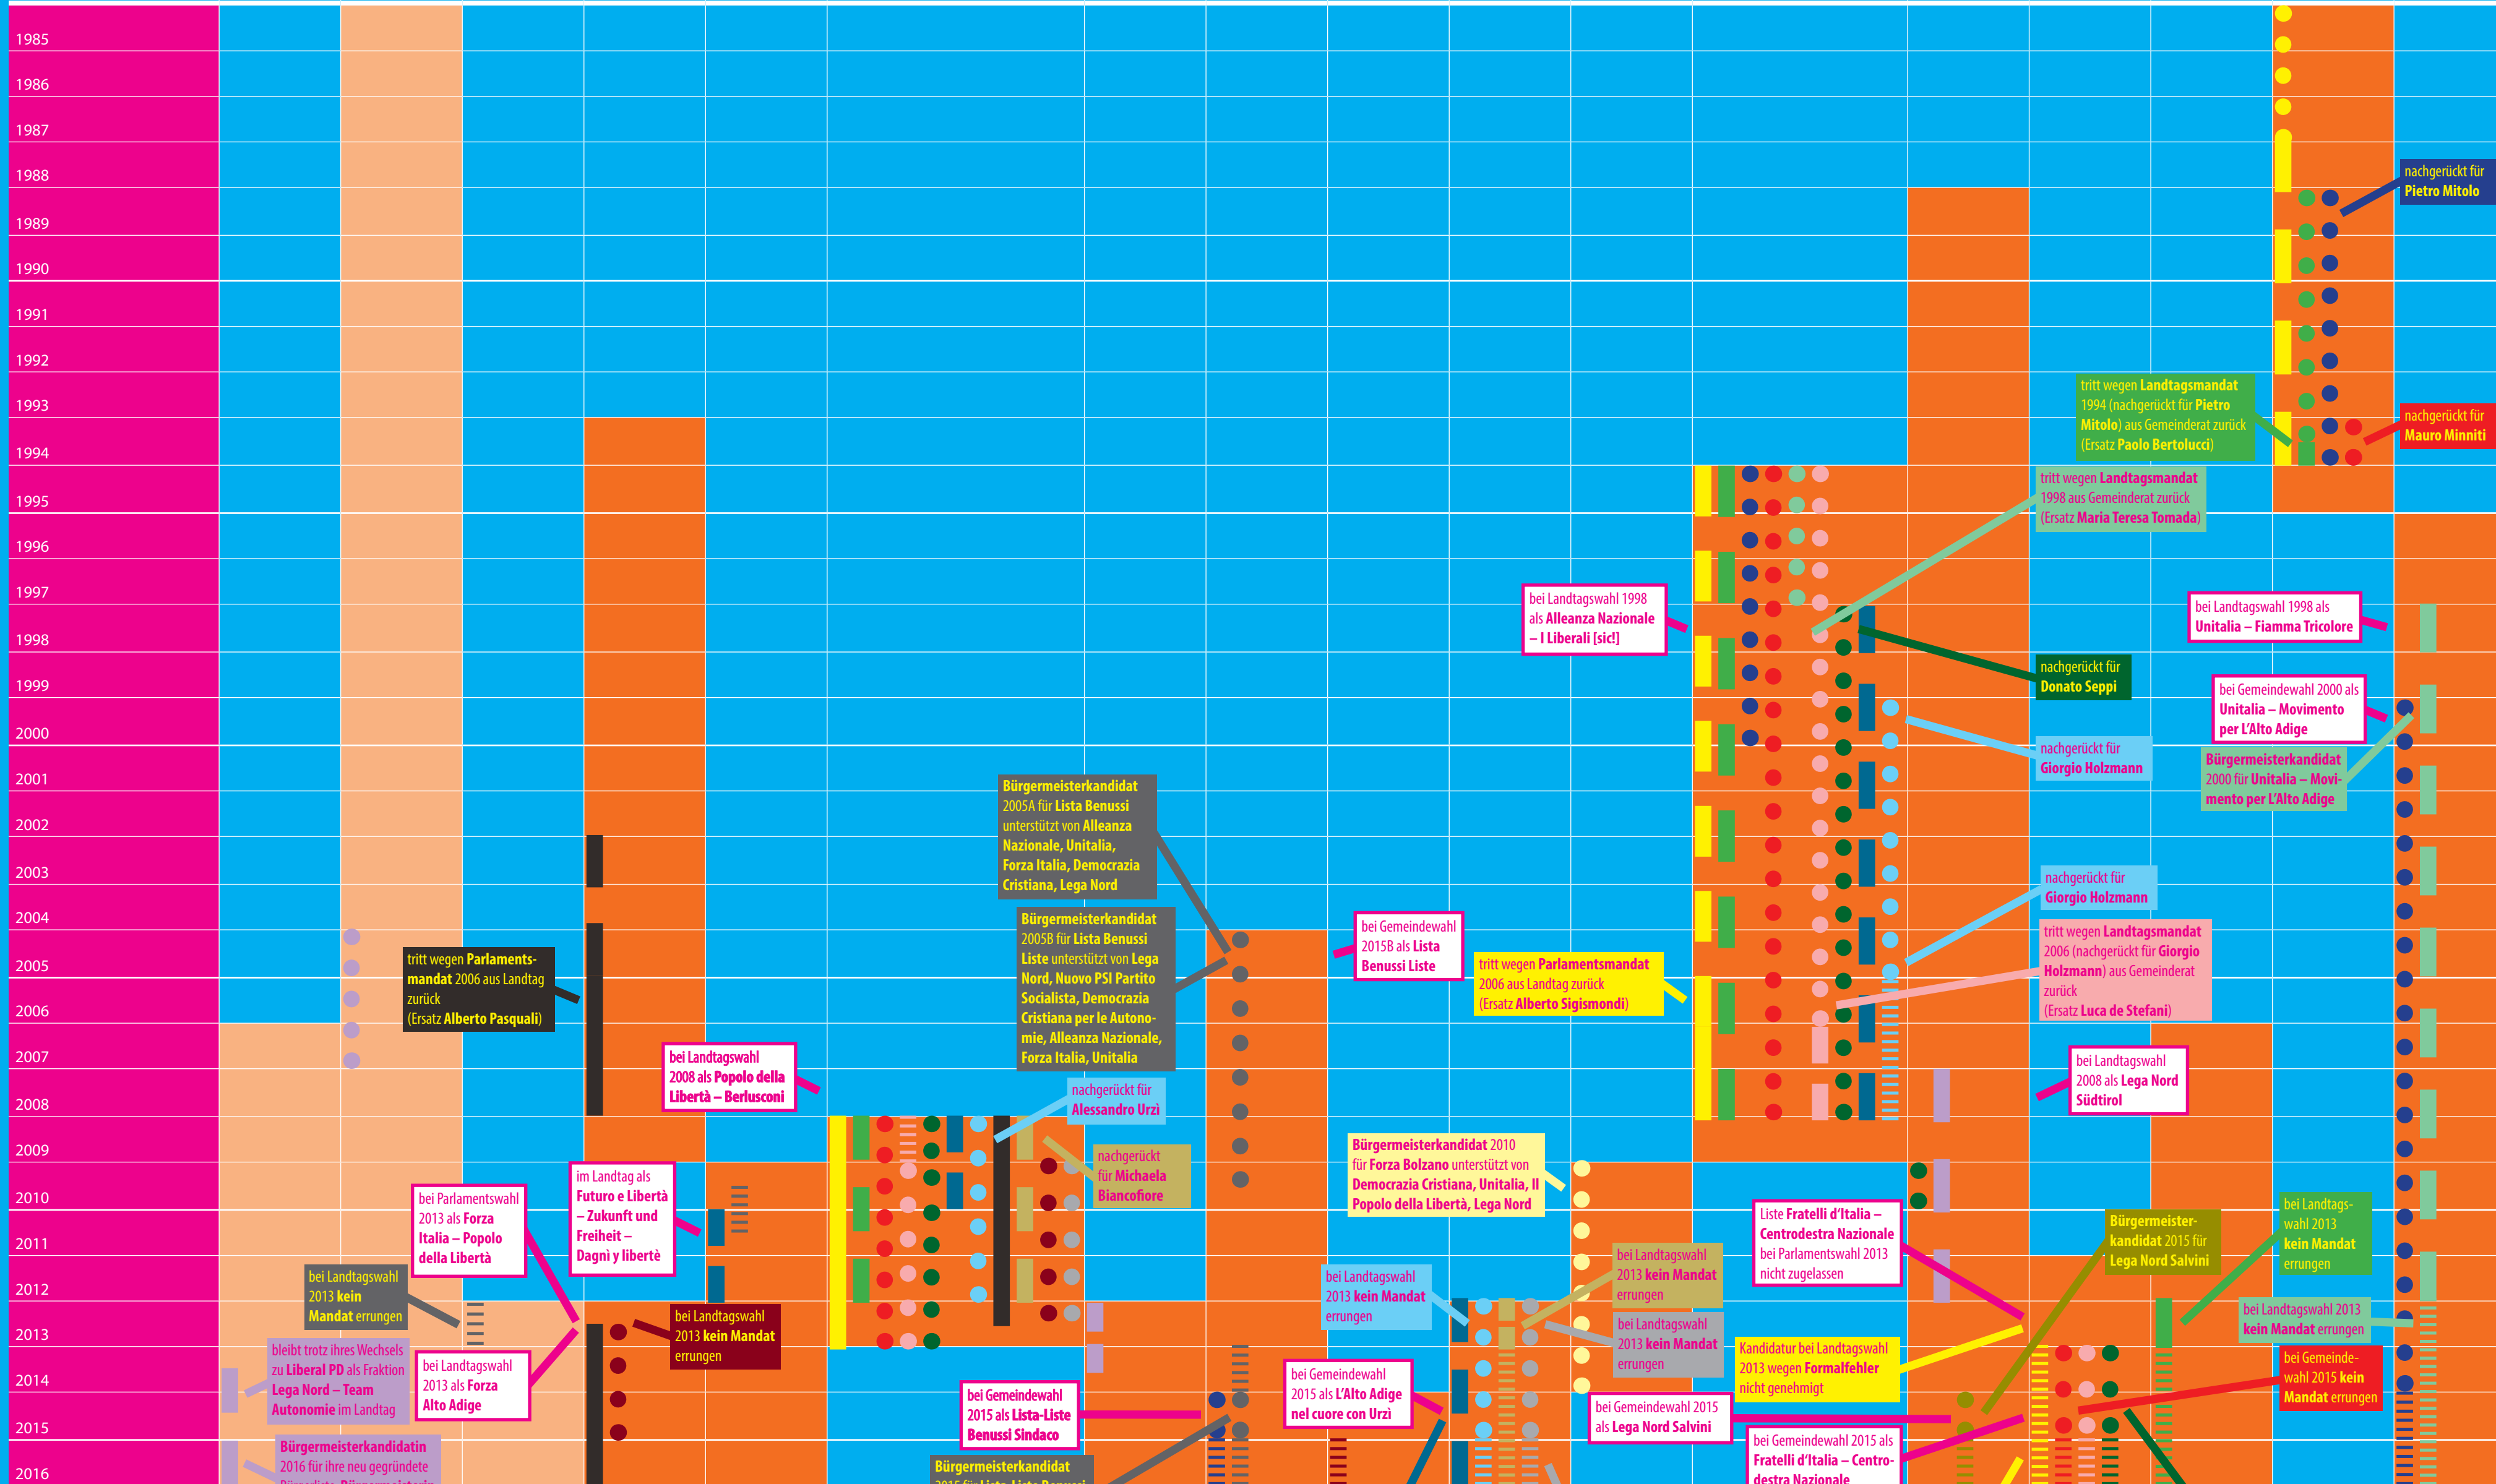 1985
1986
1987
1988
1989
1990
1991
1992
1993
1994
1995
1996
1997
1998
1999
2000
2001
2002
2003
2004
2005
2006
2007
2008
2009
2010
2011
2012
2013
2014
2015
2016
nachgerückt für
Pietro Mitolo
tritt wegen Landtagsmandat
1994 (nachgerückt für Pietro
Mitolo) aus Gemeinderat zurück
(Ersatz Paolo Bertolucci)
nachgerückt für
Mauro Minniti
tritt wegen Landtagsmandat
1998 aus Gemeinderat zurück
(Ersatz Maria Teresa Tomada)
bei Landtagswahl 1998
als Alleanza Nazionale
– I Liberali [sic!]
bei Landtagswahl 1998 als
Unitalia – Fiamma Tricolore
nachgerückt für
Donato Seppi
bei Gemeindewahl 2000 als
Unitalia – Movimento
per L’Alto Adige
nachgerückt für
Giorgio Holzmann
Bürgermeisterkandidat
2000 für Unitalia – Movi-
mento per L’Alto Adige
Bürgermeisterkandidat
2005A für Lista Benussi
unterstützt von Alleanza
Nazionale, Unitalia,
Forza Italia, Democrazia
Cristiana, Lega Nord
nachgerückt für
Giorgio Holzmann
Bürgermeisterkandidat
2005B für Lista Benussi
Liste unterstützt von Lega
Nord, Nuovo PSI Partito
Socialista, Democrazia
Cristiana per le Autono-
mie, Alleanza Nazionale,
Forza Italia, Unitalia
bei Gemeindewahl
2015B als Lista
Benussi Liste
tritt wegen Landtagsmandat
2006 (nachgerückt für Giorgio
Holzmann) aus Gemeinderat
zurück
(Ersatz Luca de Stefani)
tritt wegen Parlaments-
mandat 2006 aus Landtag
zurück
(Ersatz Alberto Pasquali)
tritt wegen Parlamentsmandat
2006 aus Landtag zurück
(Ersatz Alberto Sigismondi)
bei Landtagswahl
2008 als Popolo della
Libertà – Berlusconi
bei Landtagswahl
2008 als Lega Nord
Südtirol
nachgerückt für
Alessandro Urzì
nachgerückt
für Michaela
Biancofiore
Bürgermeisterkandidat 2010
für Forza Bolzano unterstützt von
Democrazia Cristiana, Unitalia, Il
Popolo della Libertà, Lega Nord
im Landtag als
Futuro e Libertà
– Zukunft und
Freiheit –
Dagnì y libertè
bei Parlamentswahl
2013 als Forza
Italia – Popolo
della Libertà
Liste Fratelli d’Italia –
Centrodestra Nazionale
bei Parlamentswahl 2013
nicht zugelassen
Bürgermeister-
kandidat 2015 für
Lega Nord Salvini
bei Landtags-
wahl 2013
kein Mandat
errungen
bei Landtagswahl
2013 kein
Mandat errungen
bei Landtagswahl
2013 kein Mandat
errungen
bei Landtagswahl
2013 kein Mandat
errungen
bei Landtagswahl
2013 kein Mandat
errungen
bei Landtagswahl
2013 kein Mandat
errungen
bei Landtagswahl 2013
kein Mandat errungen
bleibt trotz ihres Wechsels
zu Liberal PD als Fraktion
Lega Nord – Team
Autonomie im Landtag
bei Landtagswahl
2013 als Forza
Alto Adige
Kandidatur bei Landtagswahl
2013 wegen Formalfehler
nicht genehmigt
bei Gemeinde-
wahl 2015 kein
Mandat errungen
bei Gemeindewahl
2015 als Lista-Liste
Benussi Sindaco
bei Gemeindewahl
2015 als L’Alto Adige
nel cuore con Urzì
bei Gemeindewahl 2015
als Lega Nord Salvini
bei Gemeindewahl 2015 als
Fratelli d’Italia – Centro-
destra Nazionale
Bürgermeisterkandidatin
2016 für ihre neu gegründete
Bürgermeisterkandidat